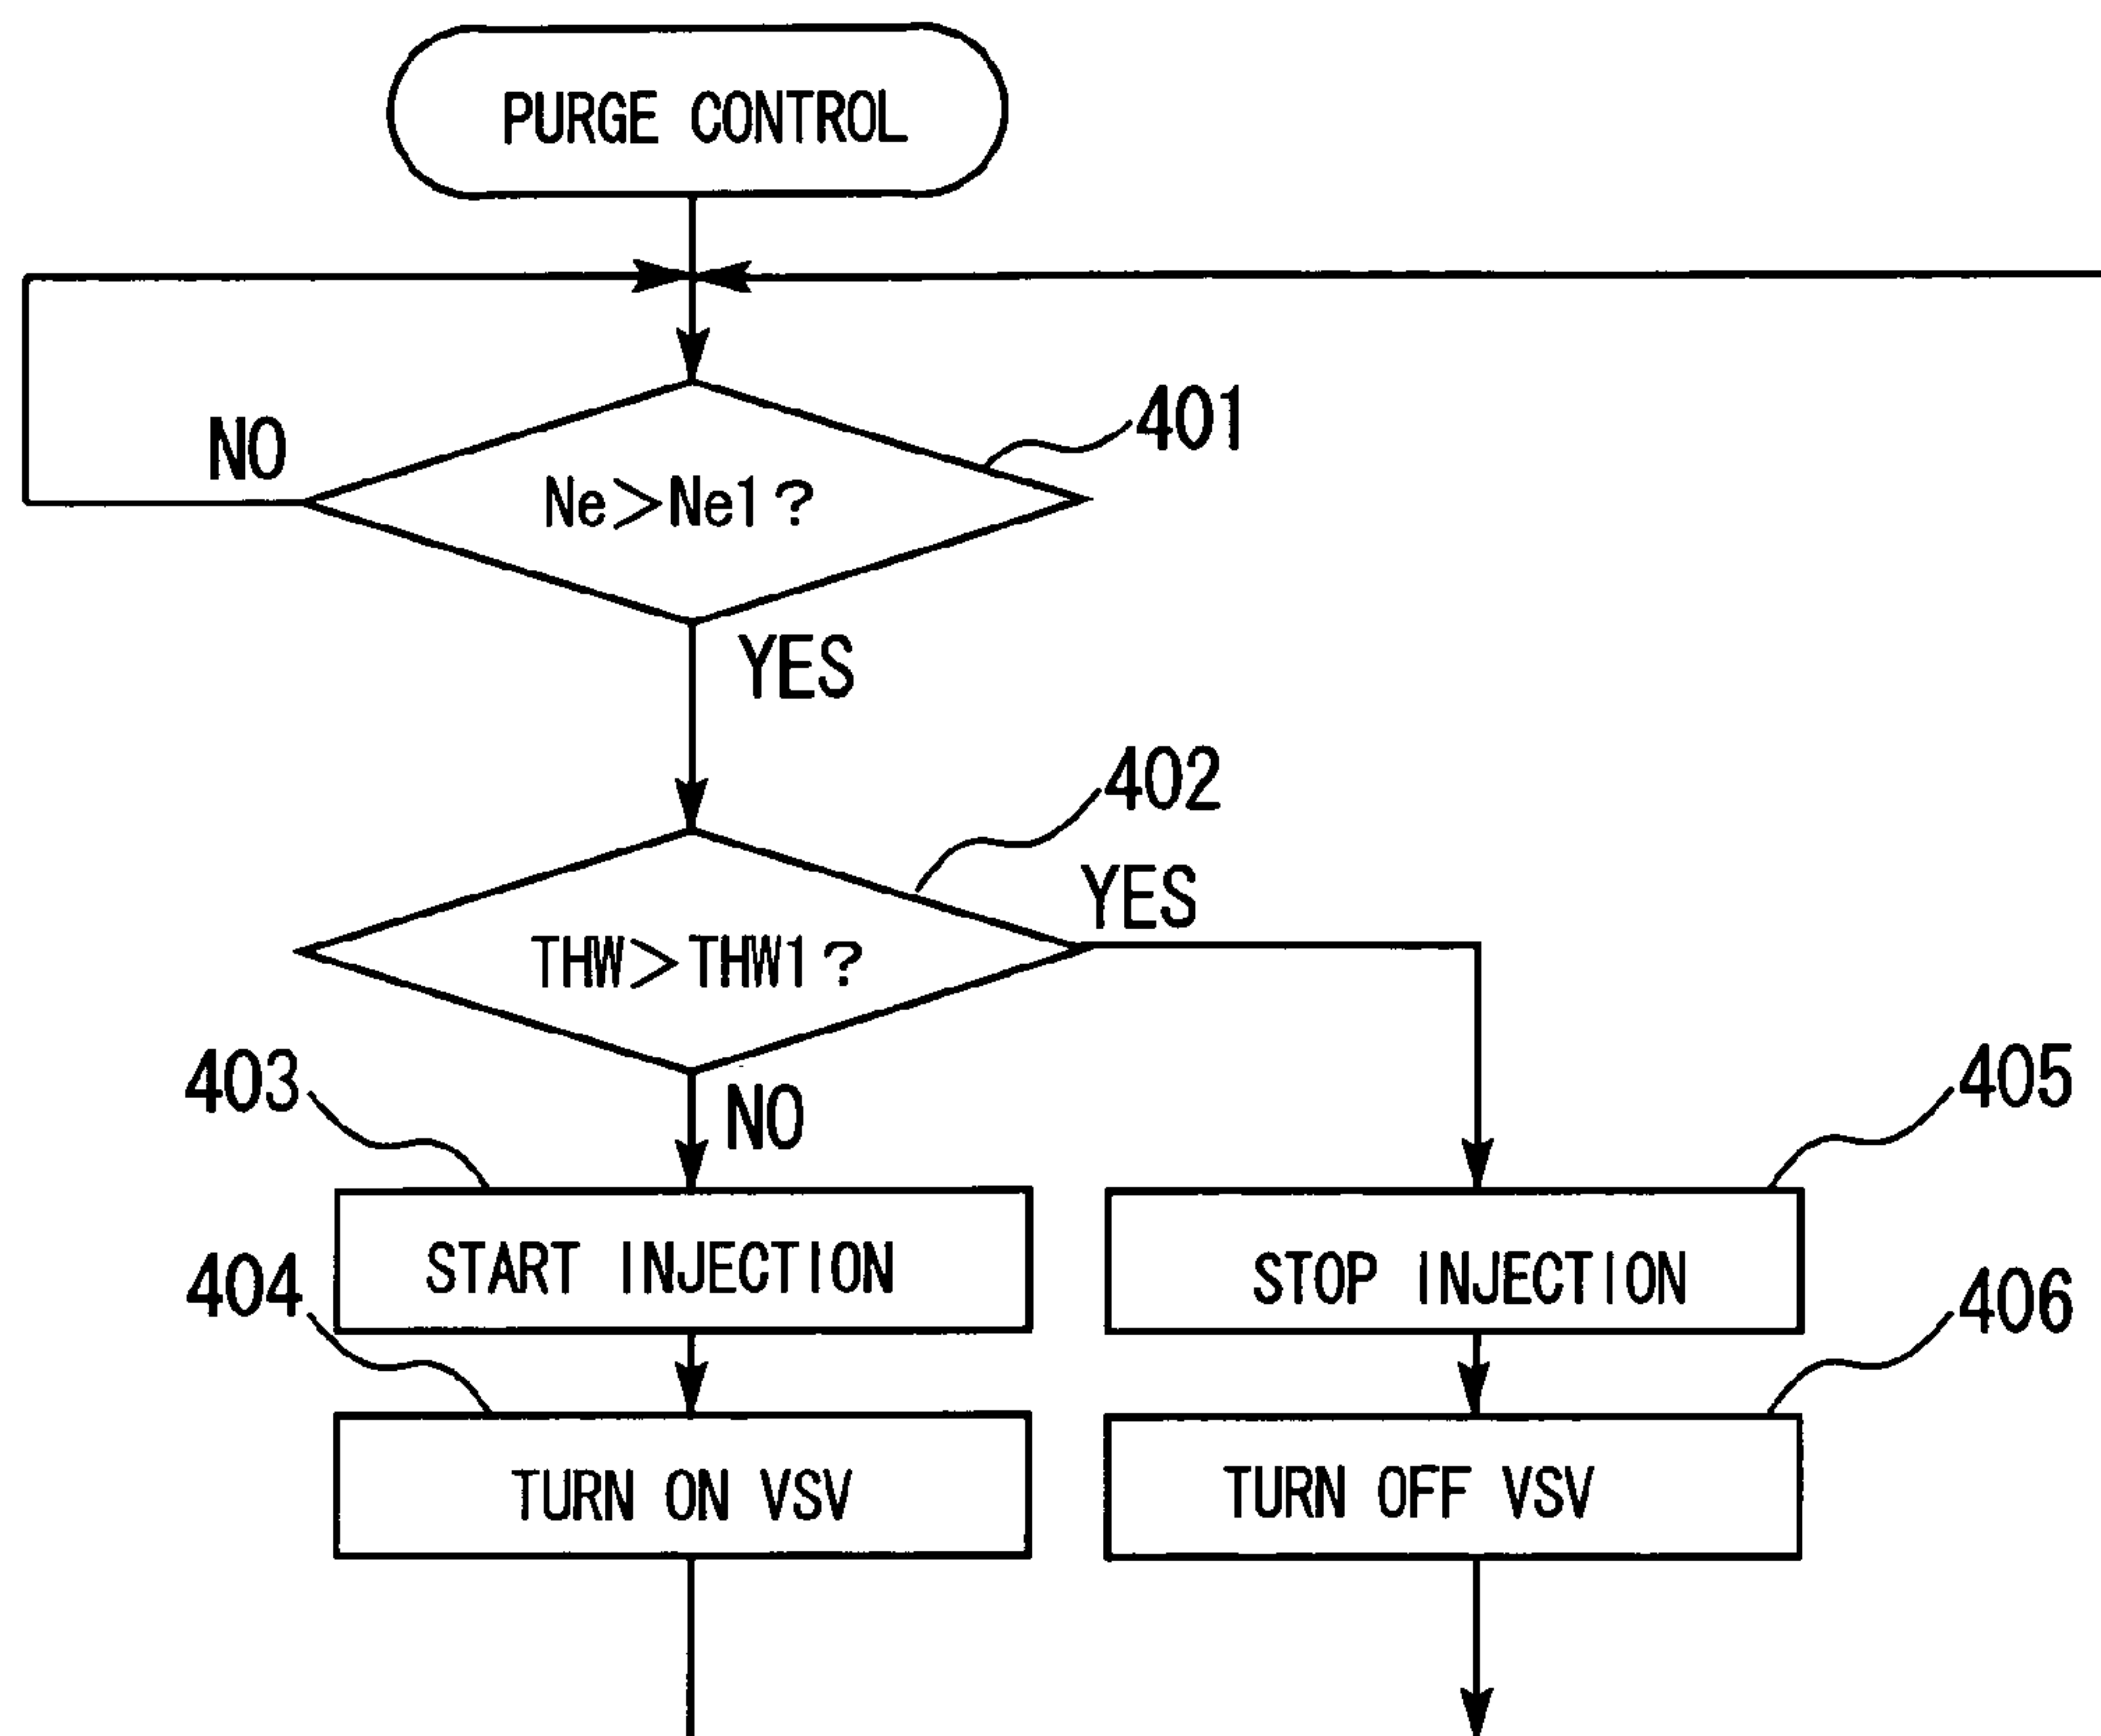 PURGE CONTROL
401
NO
Ne>Ne1?
YES
402
YES
THW>THW1?
403
NO
405
START INJECTION
STOP INJECTION
404
406
TURN ON VSV
TURN OFF VSV